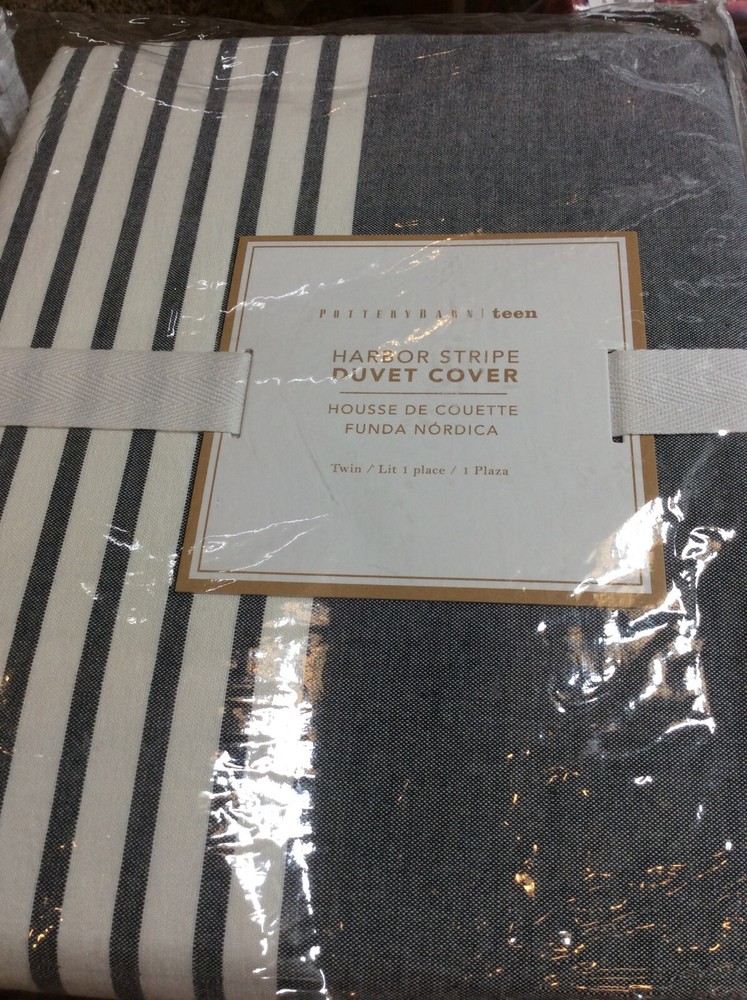 POTTERYBARN | teen
HARBOR STRIPE
DUVET COVER
HOUSSE DE COUETTE
FUNDA NÓRDICA
Twin / Lit 1 place / 1 Plaza